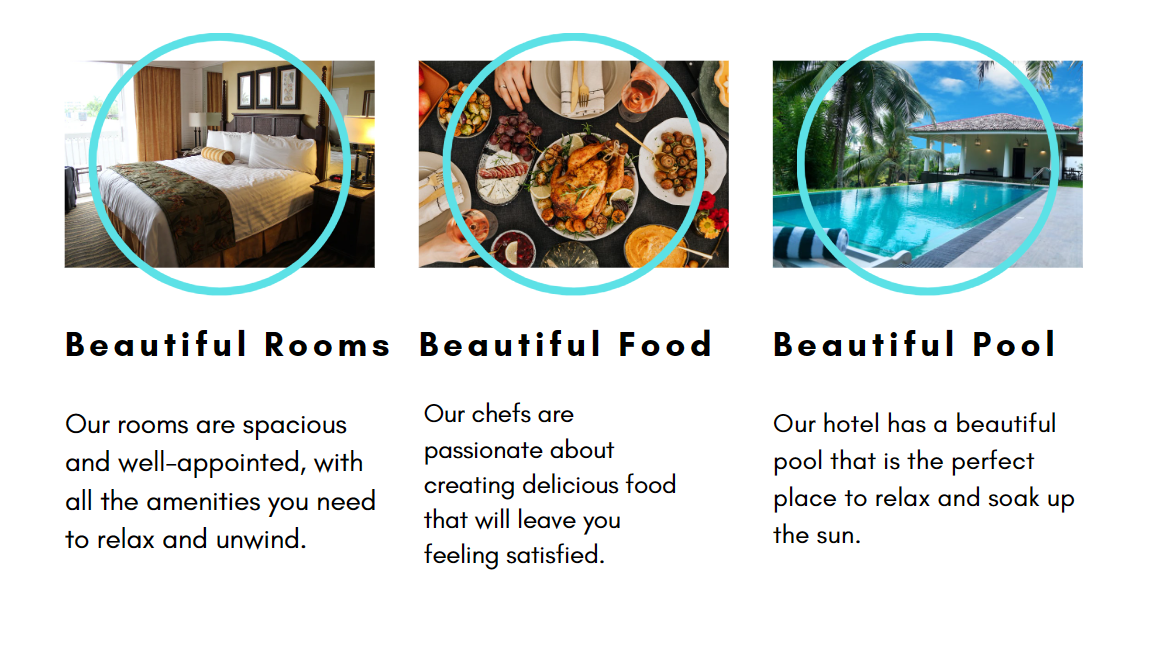 Beautiful Rooms
Our rooms are spacious
and well-appointed, with
all the amenities you need
to relax and unwind.
Beautiful Food
Our chefs are
passionate about
creating delicious food
that will leave you
feeling satisfied.
Beautiful Pool
Our hotel has a beautiful
pool that is the perfect
place to relax and soak up
the sun.